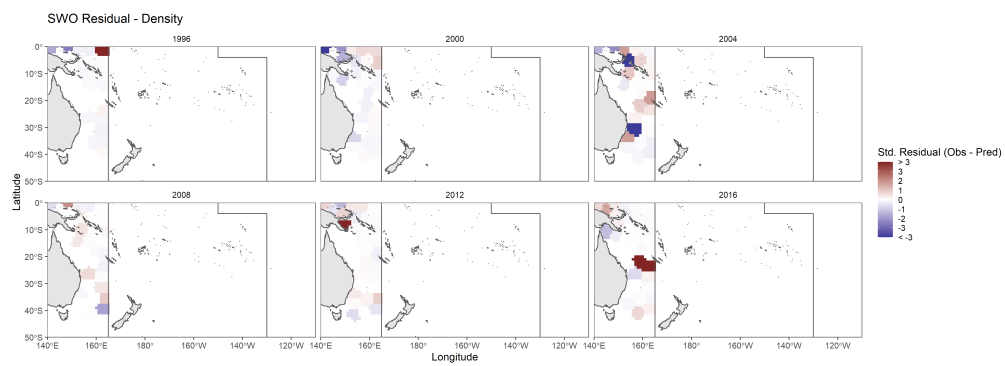 SWO Residual - Density
1996
2000
2004
0°
10°S
20°S
30°S
40°S
50°S
2008
2012
2016
0°
10°S
20°S
30°S
40°S
50°S
140°E
160°E
180°
160°W
140°W
120°W
140°E
160°E
180°
160°W
140°W
120°W
140°E
160°E
180°
160°W
140°W
120°W
Longitude
Latitude
Std. Residual (Obs - Pred)
> 3
3
2
1
0
-1
-2
-3
< -3